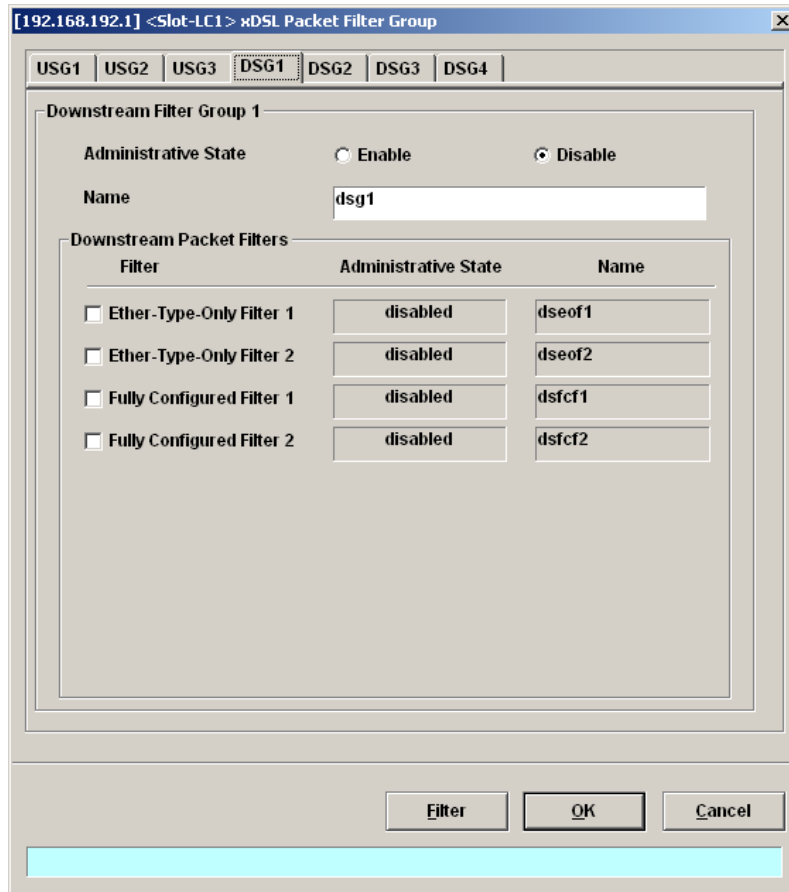 [192.168.192.1] <Slot-LC1> xDSL Packet Filter Group
USG1 USG2 USG3 DSG1 DSG2 DSG3 DSG4
Downstream Filter Group 1
Administrative State Enable Disable
Name dsg1
Downstream Packet Filters
Filter Administrative State Name
Ether-Type-Only Filter 1 disabled dseof1
Ether-Type-Only Filter 2 disabled dseof2
Fully Configured Filter 1 disabled dsfcf1
Fully Configured Filter 2 disabled dsfcf2
Filter OK Cancel